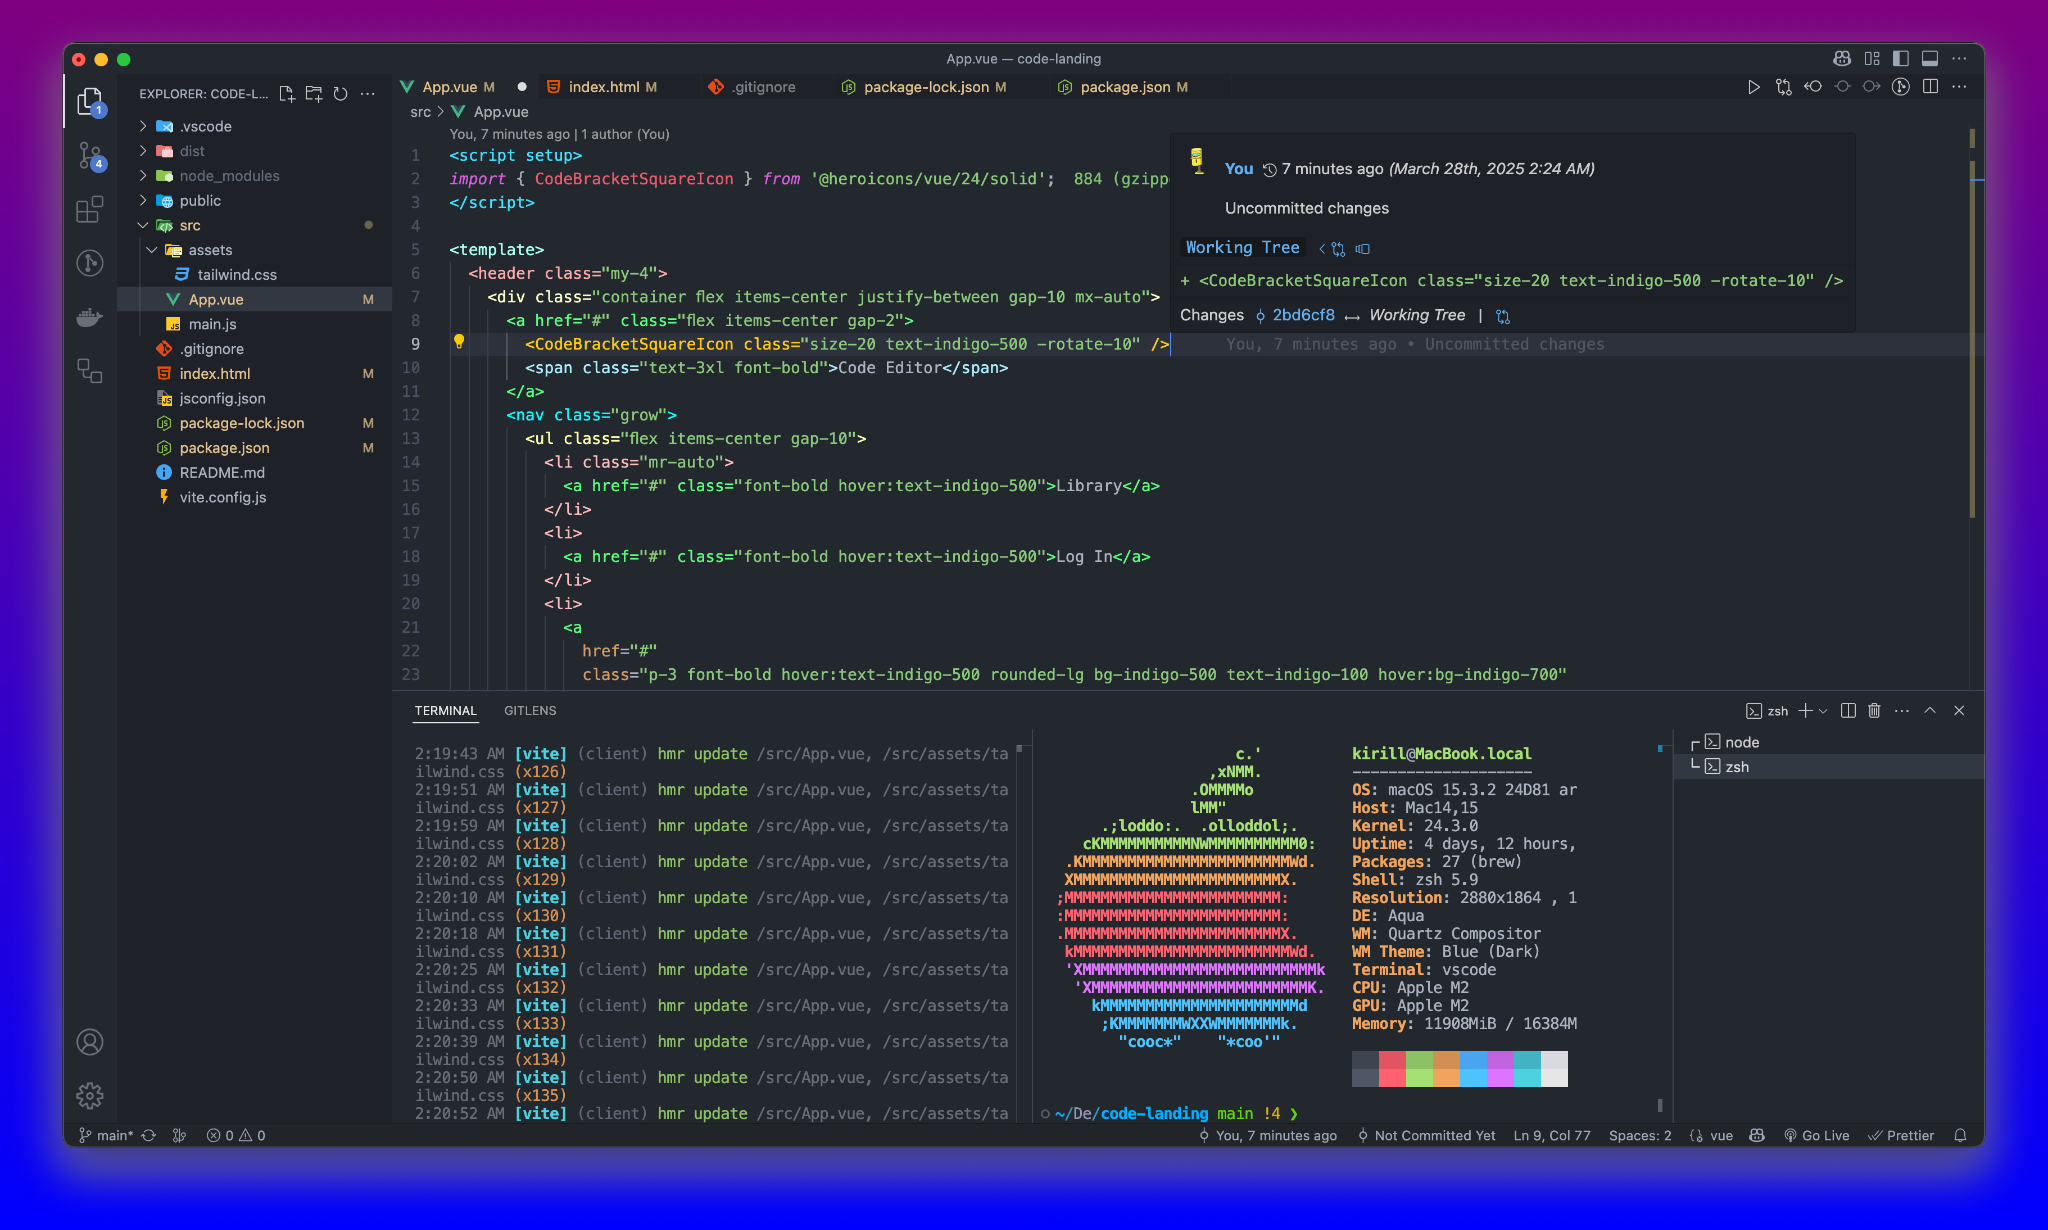 App.vue — code-landing
1
4
EXPLORER: CODE-L...
.vscode
dist
node_modules
public
src
assets
tailwind.css
App.vue M
main.js
.gitignore
index.html M
jsconfig.json
package-lock.json M
package.json M
README.md
vite.config.js
App.vue M
index.html M
.gitignore
package-lock.json M
package.json M
src > App.vue
You, 7 minutes ago | 1 author (You)
1 <script setup>
2 import { CodeBracketSquareIcon } from '@heroicons/vue/24/solid'; 884 (gzipp
3 </script>
4
5 <template>
6 <header class="my-4">
7 <div class="container flex items-center justify-between gap-10 mx-auto">
8 <a href="#" class="flex items-center gap-2">
9 <CodeBracketSquareIcon class="size-20 text-indigo-500 -rotate-10" /> You, 7 minutes ago • Uncommitted changes
10 <span class="text-3xl font-bold">Code Editor</span>
11 </a>
12 <nav class="grow">
13 <ul class="flex items-center gap-10">
14 <li class="mr-auto">
15 <a href="#" class="font-bold hover:text-indigo-500">Library</a>
16 </li>
17 <li>
18 <a href="#" class="font-bold hover:text-indigo-500">Log In</a>
19 </li>
20 <li>
21 <a
22 href="#"
23 class="p-3 font-bold hover:text-indigo-500 rounded-lg bg-indigo-500 text-indigo-100 hover:bg-indigo-700"
You 7 minutes ago (March 28th, 2025 2:24 AM)
Uncommitted changes
Working Tree
+ <CodeBracketSquareIcon class="size-20 text-indigo-500 -rotate-10" />
Changes 2bd6cf8 ⟷ Working Tree |
TERMINAL GITLENS
zsh
2:19:43 AM [vite] (client) hmr update /src/App.vue, /src/assets/ta
ilwind.css (x126)
2:19:51 AM [vite] (client) hmr update /src/App.vue, /src/assets/ta
ilwind.css (x127)
2:19:59 AM [vite] (client) hmr update /src/App.vue, /src/assets/ta
ilwind.css (x128)
2:20:02 AM [vite] (client) hmr update /src/App.vue, /src/assets/ta
ilwind.css (x129)
2:20:10 AM [vite] (client) hmr update /src/App.vue, /src/assets/ta
ilwind.css (x130)
2:20:18 AM [vite] (client) hmr update /src/App.vue, /src/assets/ta
ilwind.css (x131)
2:20:25 AM [vite] (client) hmr update /src/App.vue, /src/assets/ta
ilwind.css (x132)
2:20:33 AM [vite] (client) hmr update /src/App.vue, /src/assets/ta
ilwind.css (x133)
2:20:39 AM [vite] (client) hmr update /src/App.vue, /src/assets/ta
ilwind.css (x134)
2:20:50 AM [vite] (client) hmr update /src/App.vue, /src/assets/ta
ilwind.css (x135)
2:20:52 AM [vite] (client) hmr update /src/App.vue, /src/assets/ta
kirill@MacBook.local
--------------------
OS: macOS 15.3.2 24D81 ar
Host: Mac14,15
Kernel: 24.3.0
Uptime: 4 days, 12 hours,
Packages: 27 (brew)
Shell: zsh 5.9
Resolution: 2880x1864 , 1
DE: Aqua
WM: Quartz Compositor
WM Theme: Blue (Dark)
Terminal: vscode
CPU: Apple M2
GPU: Apple M2
Memory: 11908MiB / 16384M
~/De/code-landing main !4 ❯
node
zsh
main* 0 0
You, 7 minutes ago Not Committed Yet Ln 9, Col 77 Spaces: 2 vue Go Live Prettier